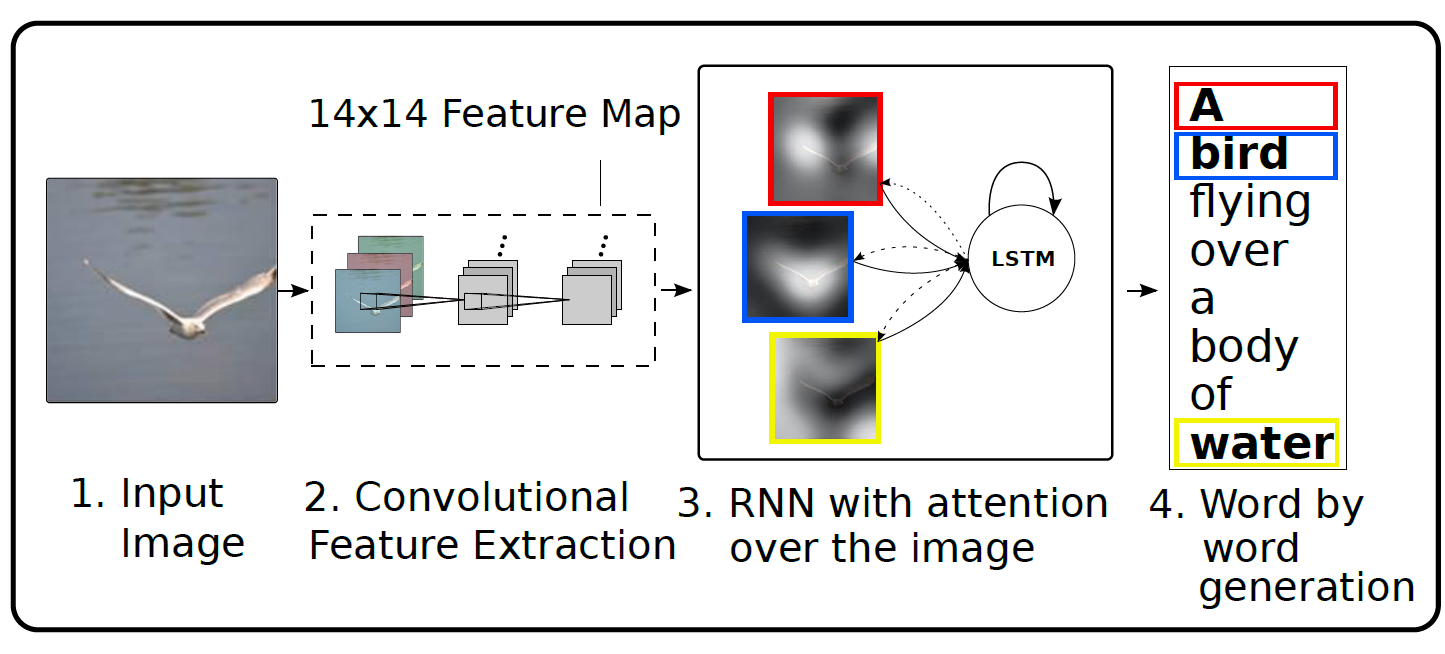 14x14 Feature Map
LSTM
A
bird
flying
over
a
body
of
water
1. Input
Image
2. Convolutional
Feature Extraction
3. RNN with attention
over the image
4. Word by
word
generation